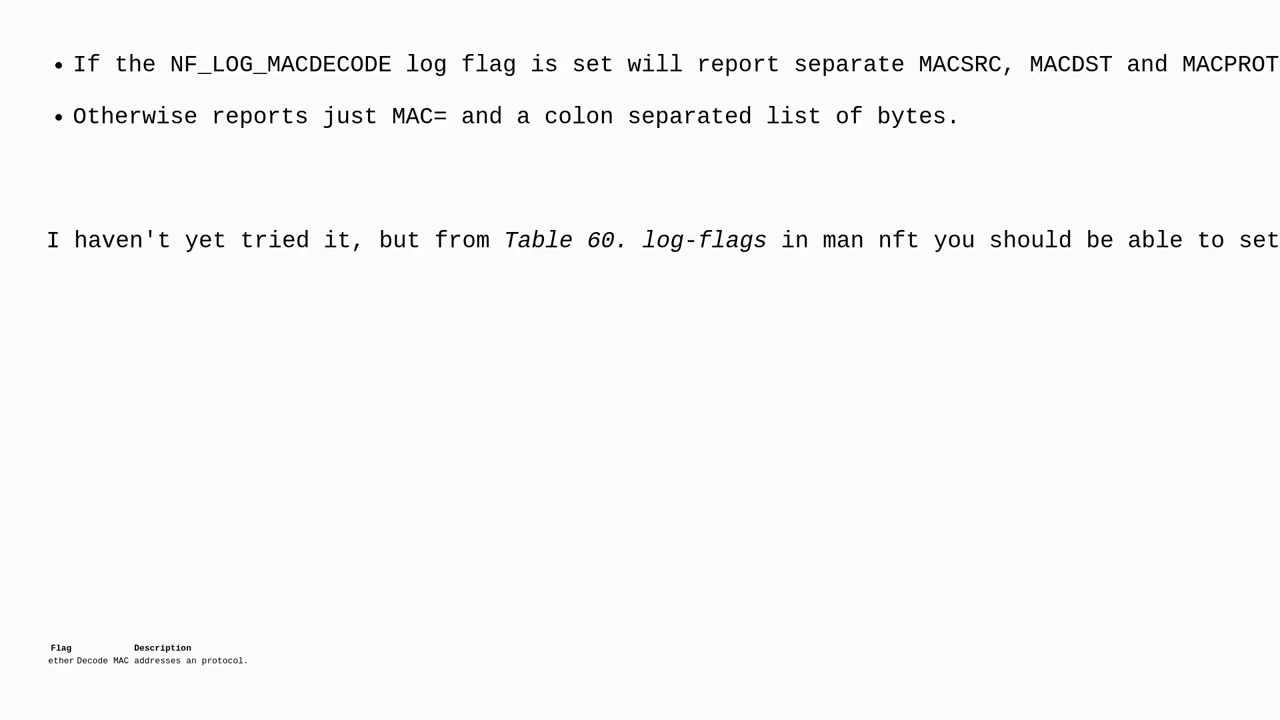 • If the NF_LOG_MACDECODE log flag is set will report separate MACSRC, MACDST and MACPROT
• Otherwise reports just MAC= and a colon separated list of bytes.
I haven't yet tried it, but from Table 60. log-flags in man nft you should be able to set
Flag Description
ether Decode MAC addresses an protocol.